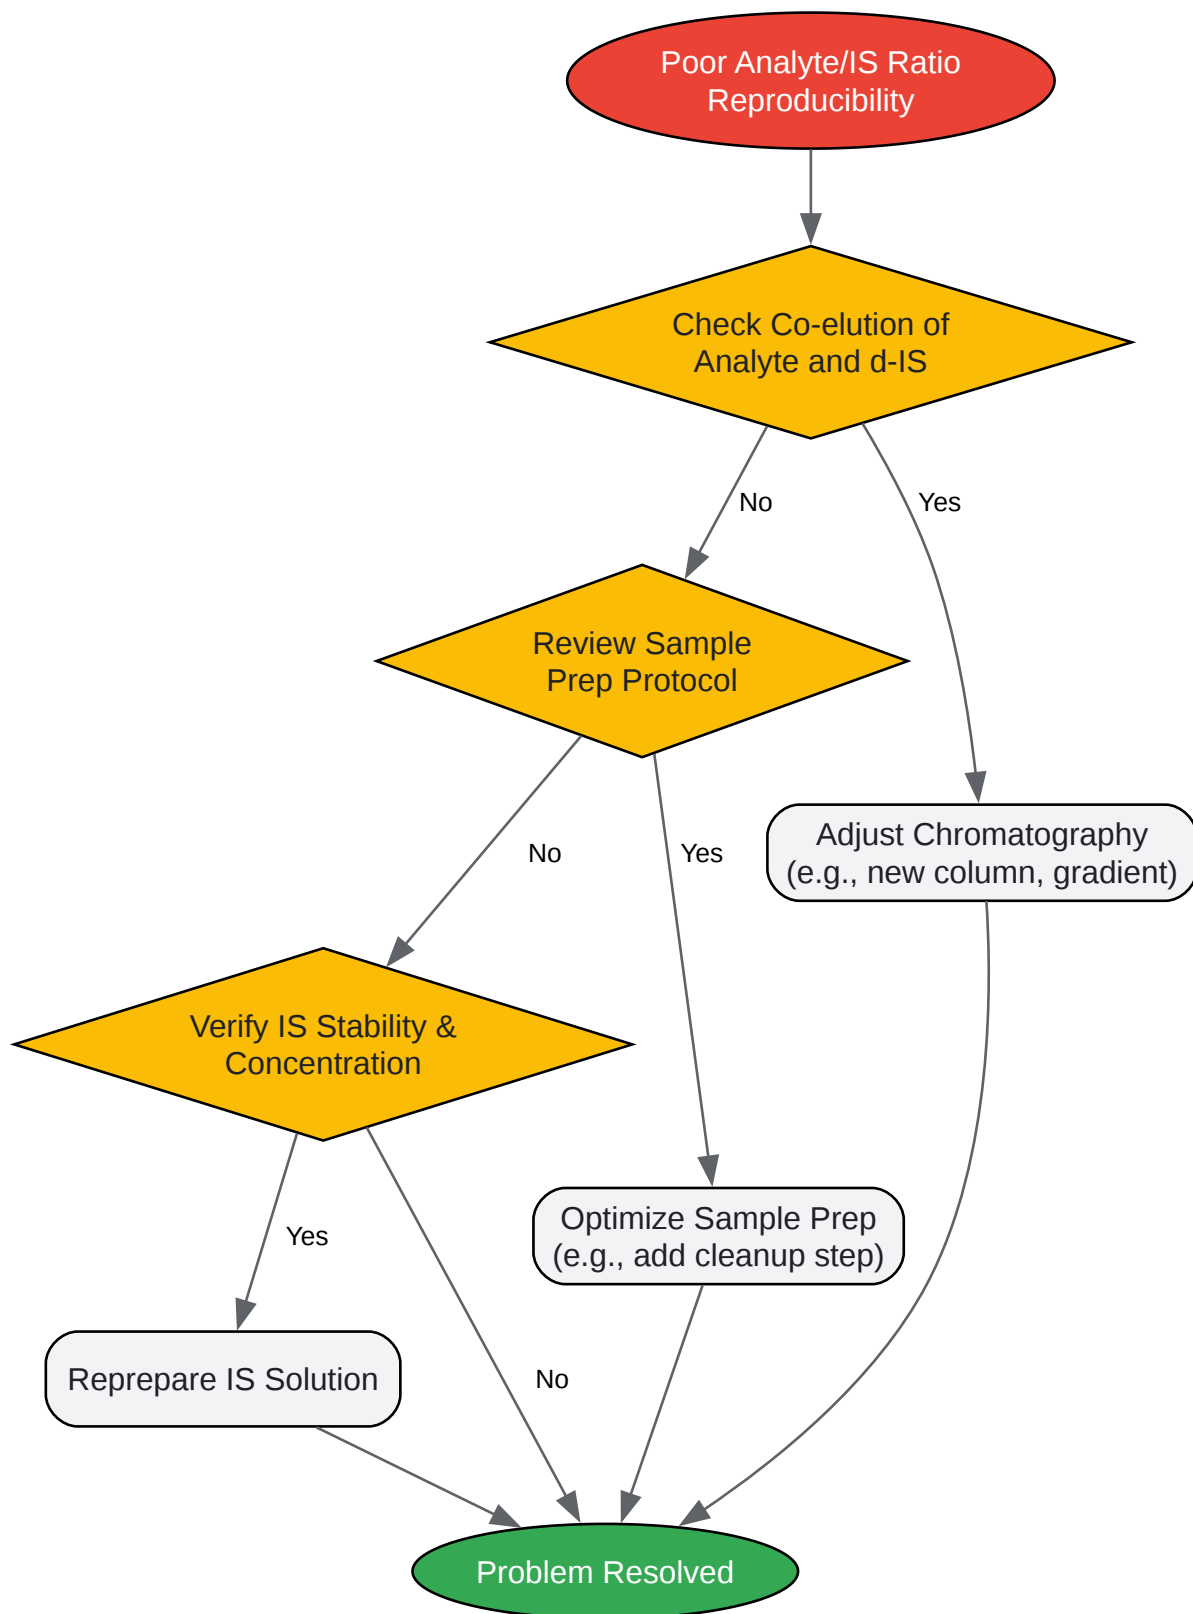 Poor Analyte/IS Ratio
Reproducibility
Check Co-elution of
Analyte and d-IS
No
Yes
Review Sample
Prep Protocol
Adjust Chromatography
(e.g., new column, gradient)
No
Yes
Verify IS Stability &
Concentration
Optimize Sample Prep
(e.g., add cleanup step)
Yes
Reprepare IS Solution
No
Problem Resolved